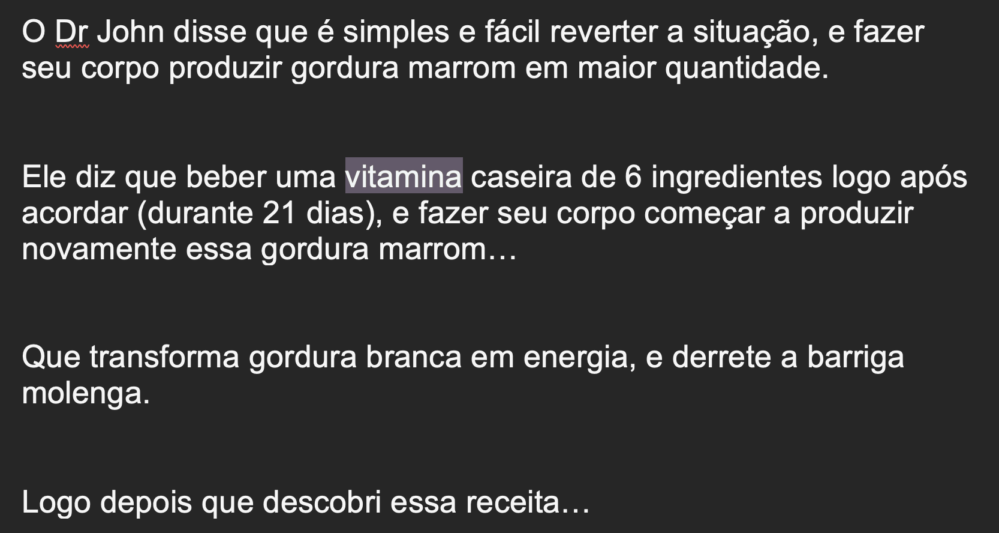 O Dr John disse que é simples e fácil reverter a situação, e fazer
seu corpo produzir gordura marrom em maior quantidade.
Ele diz que beber uma vitamina caseira de 6 ingredientes logo após
acordar (durante 21 dias), e fazer seu corpo começar a produzir
novamente essa gordura marrom…
Que transforma gordura branca em energia, e derrete a barriga
molenga.
Logo depois que descobri essa receita…